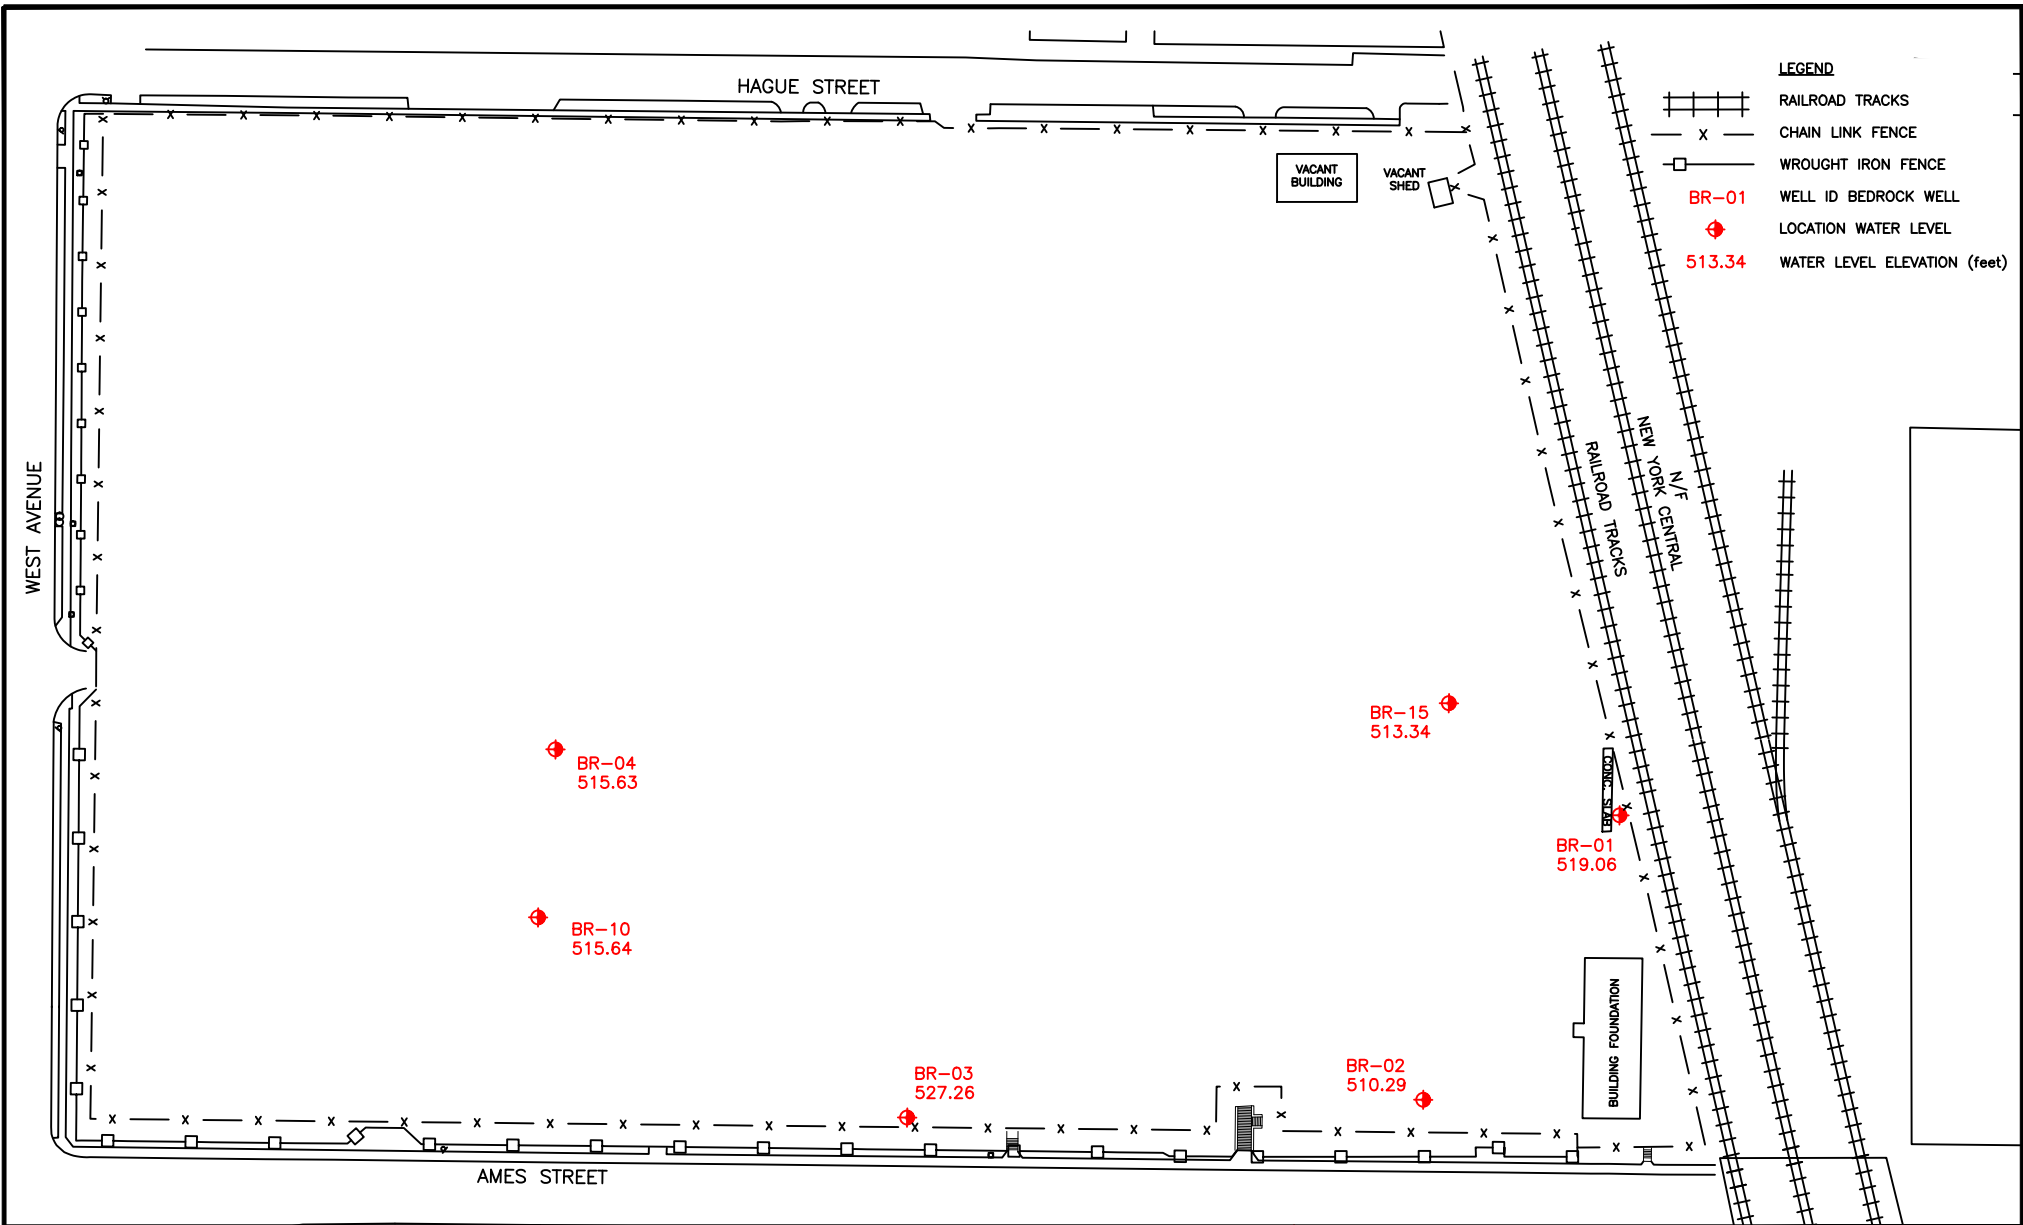 HAGUE STREET
LEGEND
RAILROAD TRACKS
X CHAIN LINK FENCE
WROUGHT IRON FENCE
BR-01 WELL ID BEDROCK WELL
LOCATION WATER LEVEL
513.34 WATER LEVEL ELEVATION (feet)
VACANT
BUILDING
VACANT
SHED
WEST AVENUE
RAILROAD TRACKS
N/F
NEW YORK CENTRAL
BR-15
513.34
BR-04
515.63
CONC. SLAB
BR-01
519.06
BR-10
515.64
BUILDING FOUNDATION
BR-03
527.26
BR-02
510.29
AMES STREET